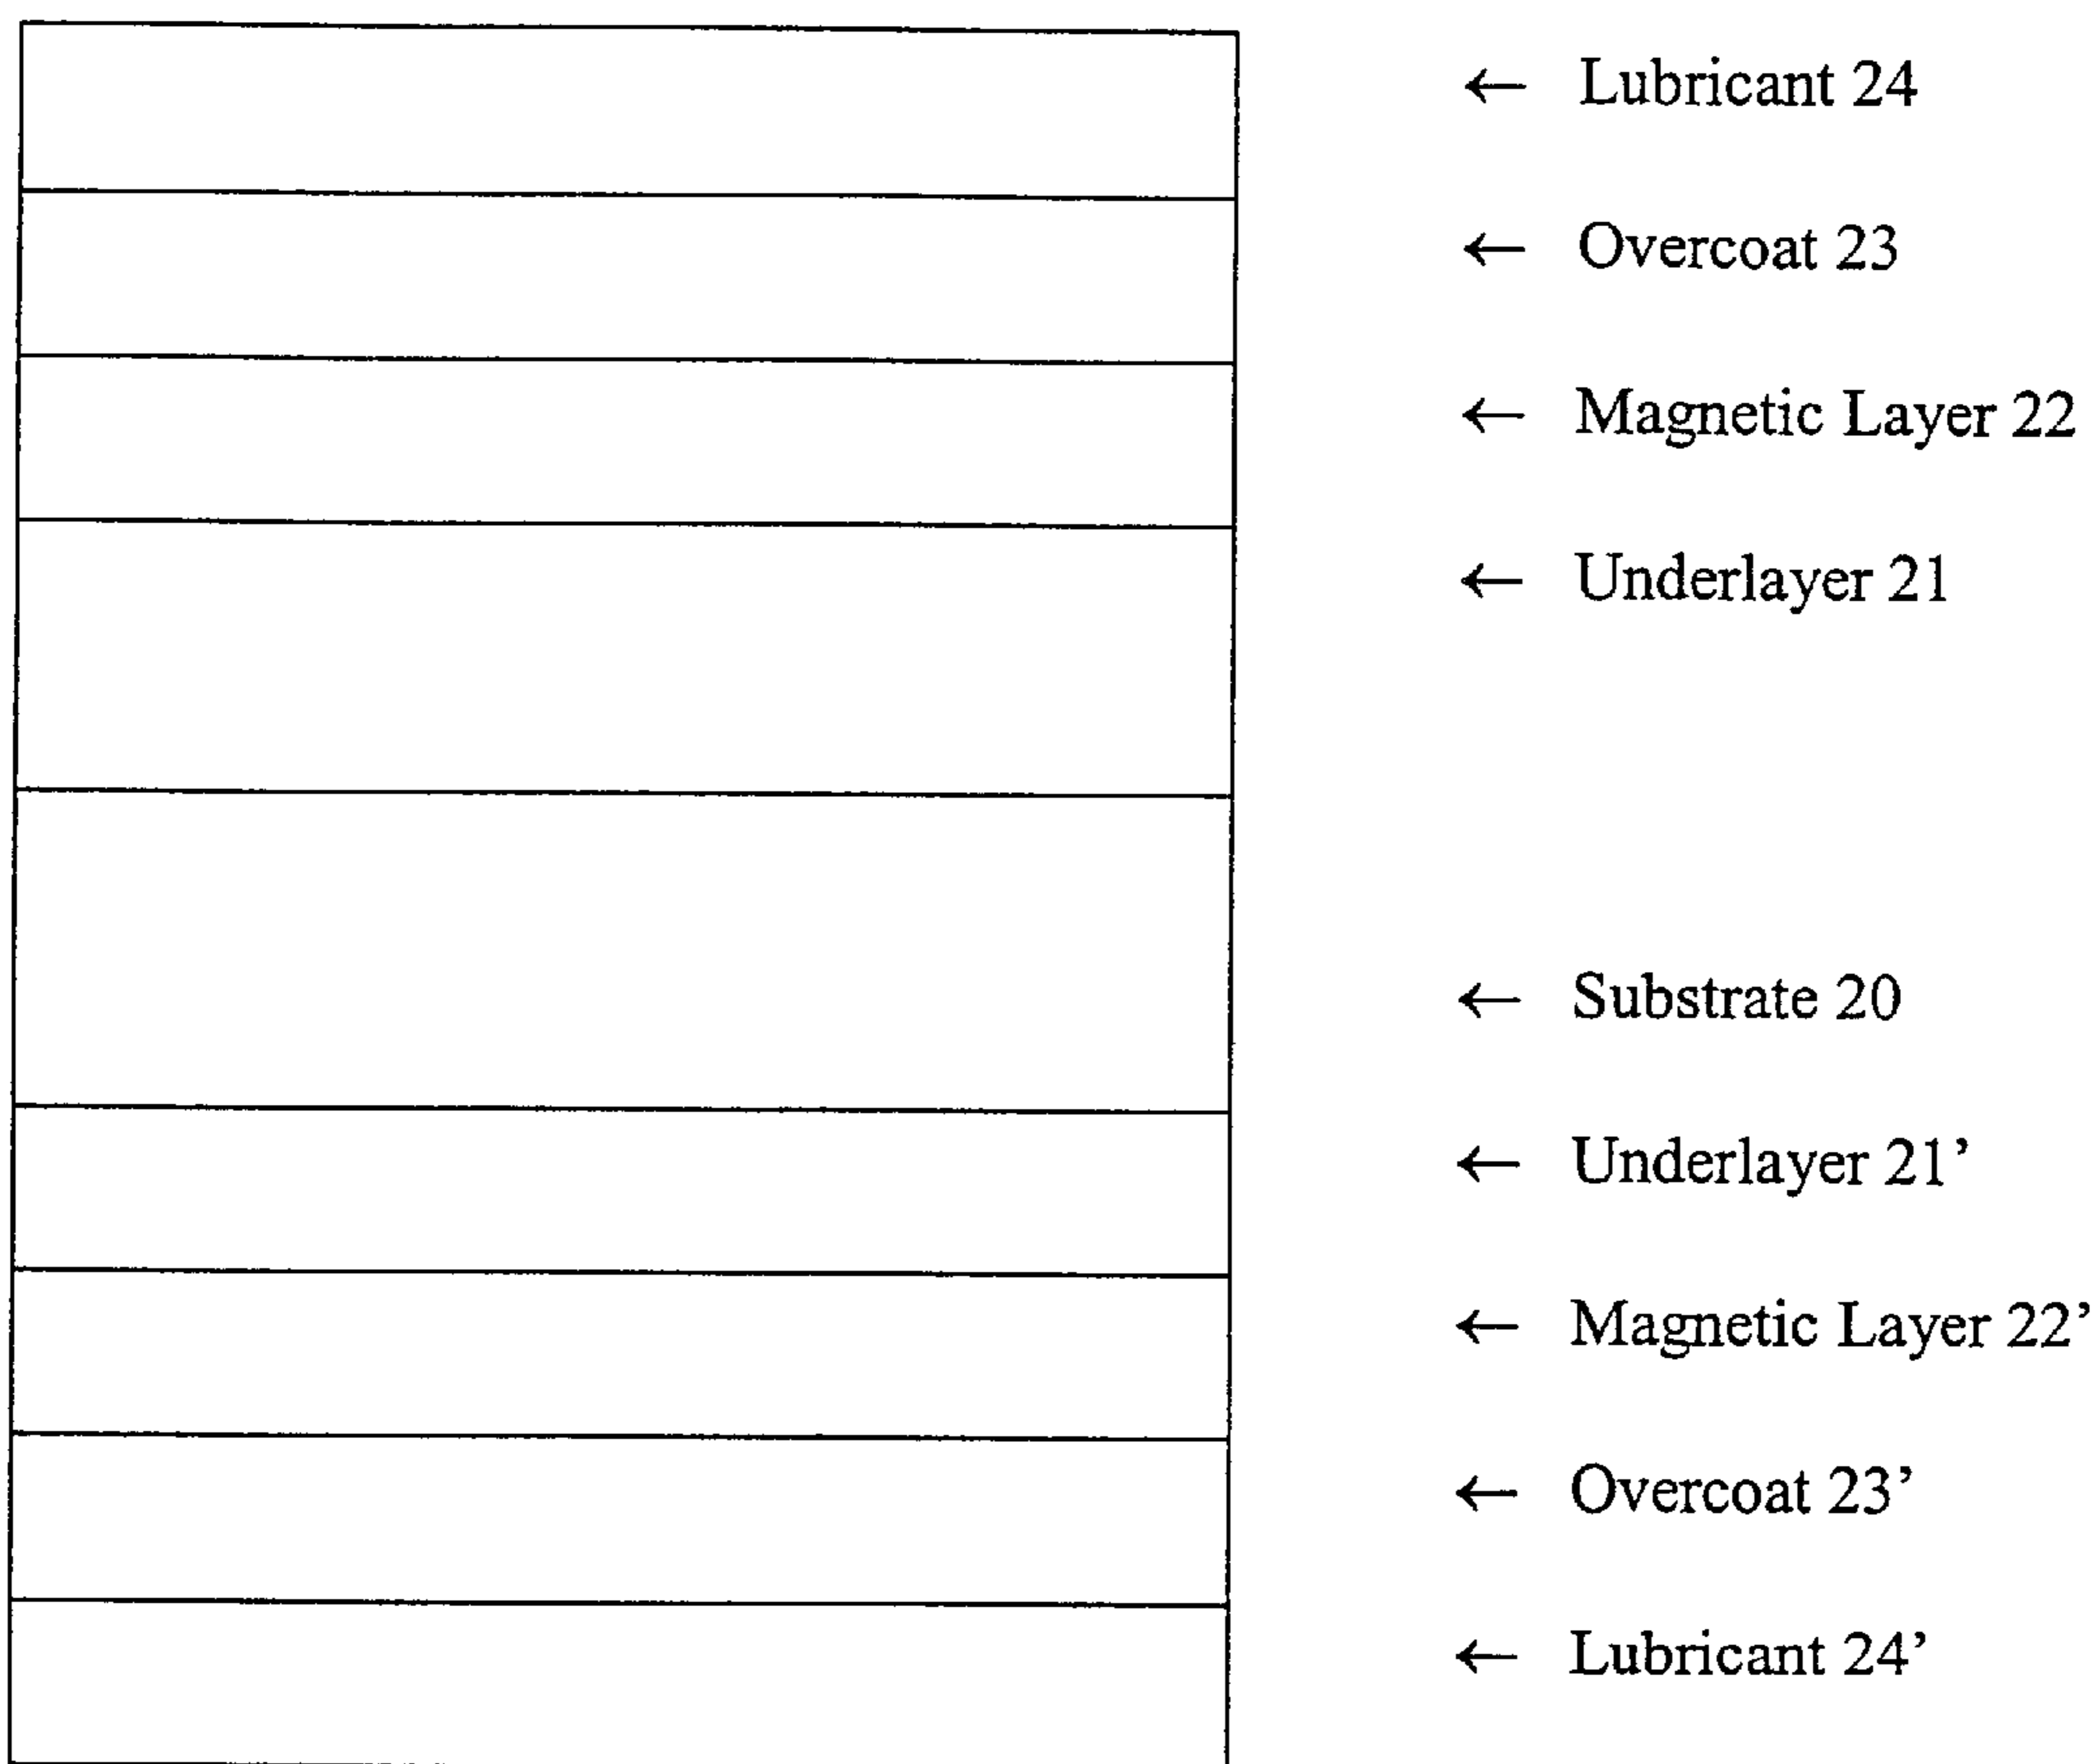 ← Lubricant 24
← Overcoat 23
← Magnetic Layer 22
← Underlayer 21
← Substrate 20
← Underlayer 21’
← Magnetic Layer 22’
← Overcoat 23’
← Lubricant 24’